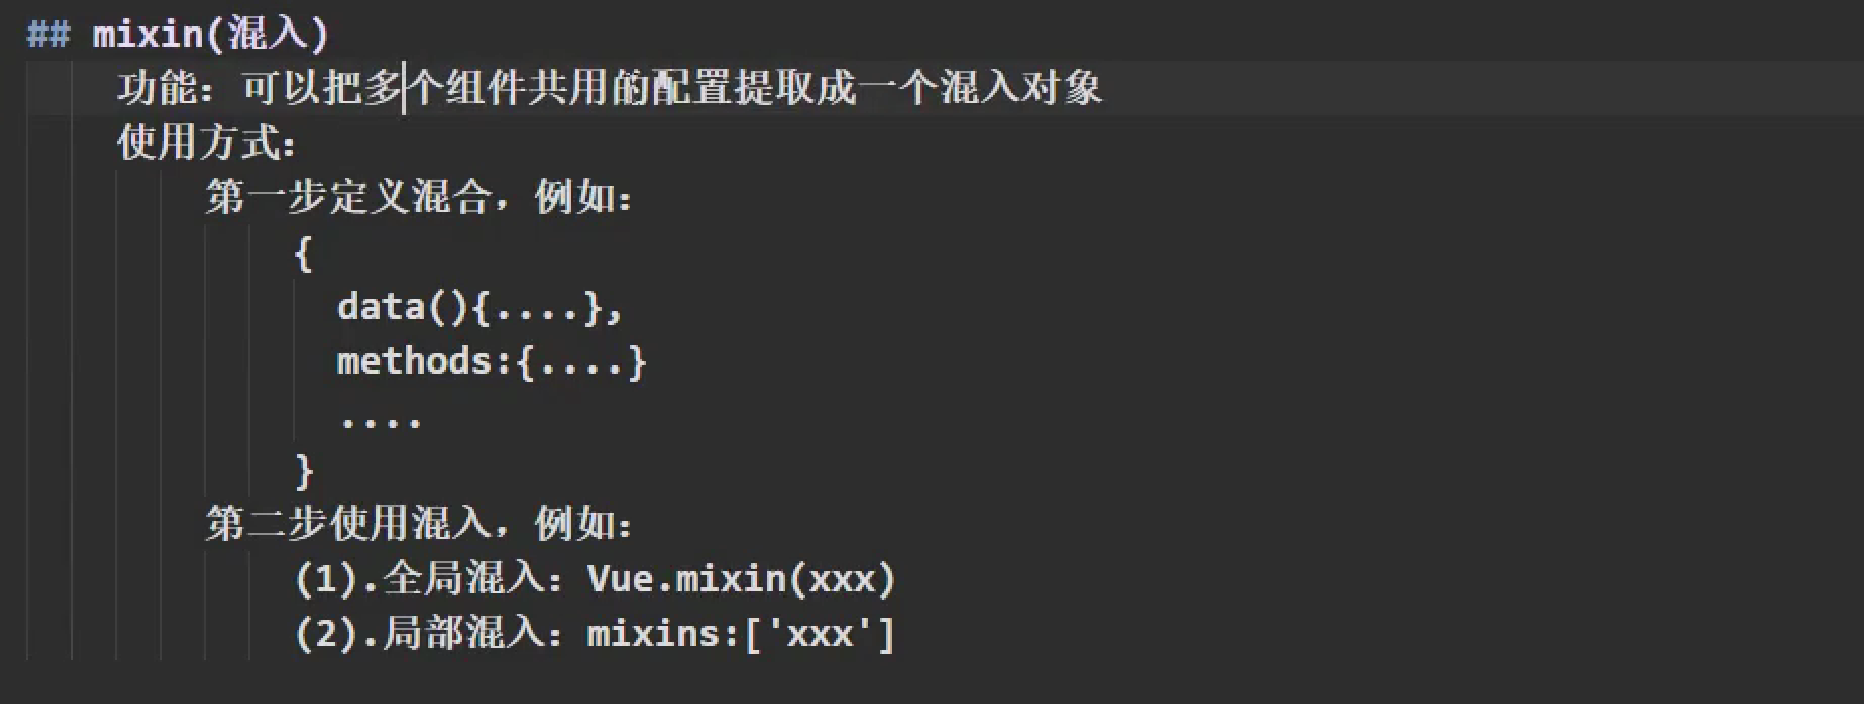 ## mixin(混入)
功能：可以把多个组件共用的配置提取成一个混入对象
使用方式：
第一步定义混合，例如：
{
data(){....},
methods:{....}
....
}
第二步使用混入，例如：
(1).全局混入：Vue.mixin(xxx)
(2).局部混入：mixins:['xxx']